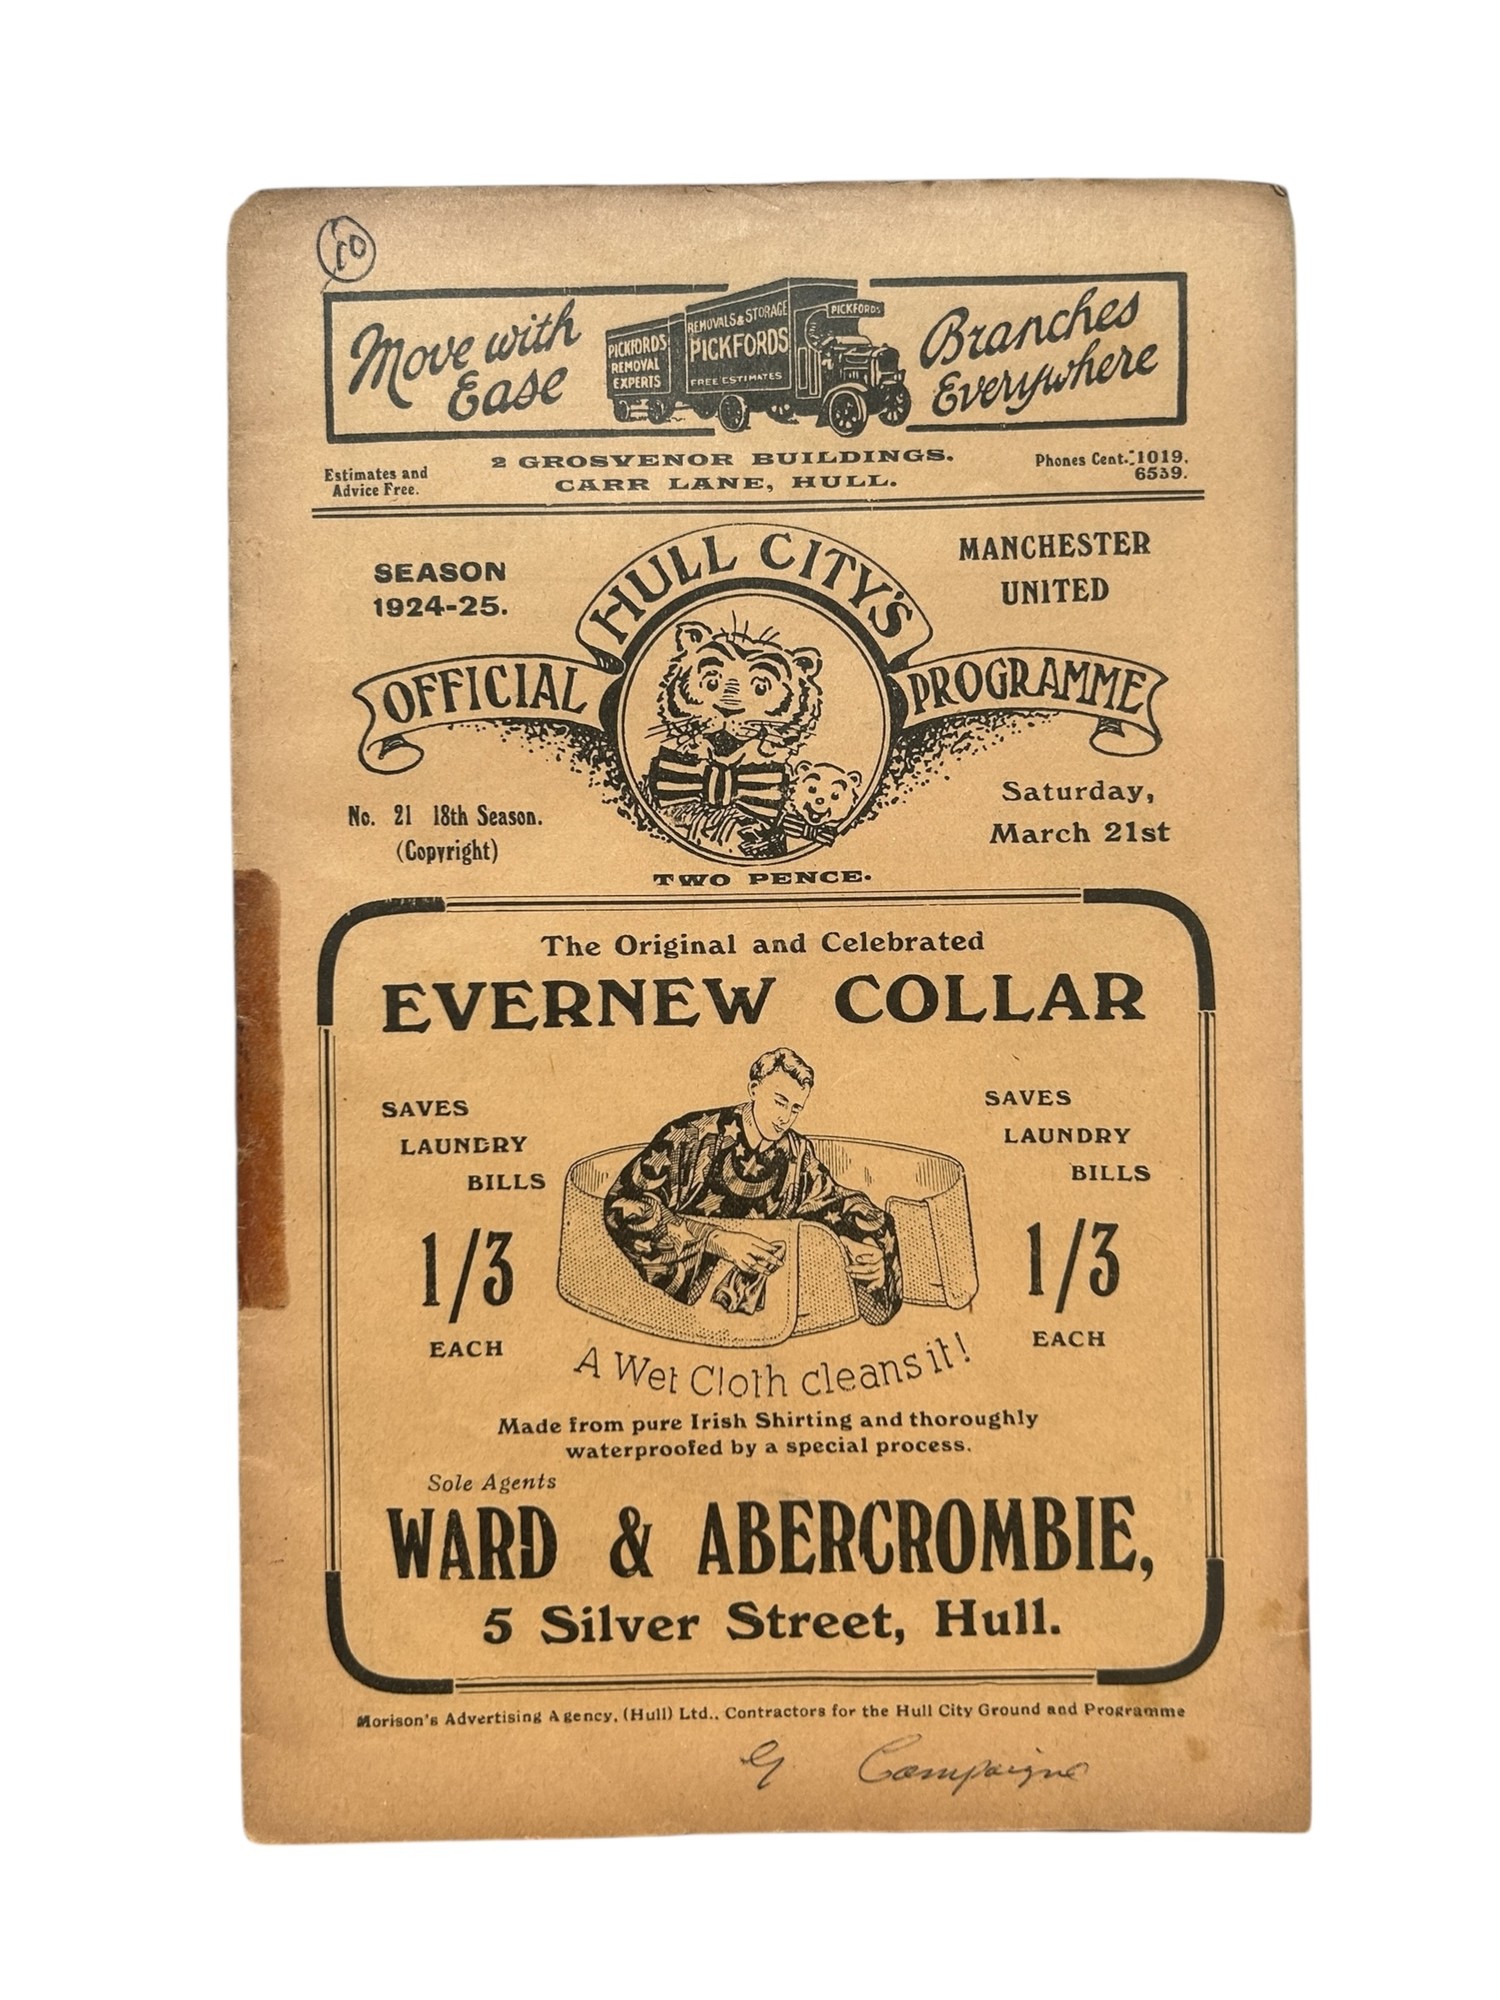 10
Move with
Ease
PICKFORDS
REMOVAL
EXPERTS
REMOVALS & STORAGE
PICKFORDS
FREE ESTIMATES
PICKFORDS
Branches
Everywhere
Estimates and
Advice Free.
2 GROSVENOR BUILDINGS.
CARR LANE, HULL.
Phones Cent.:1019.
6539.
SEASON
1924-25.
HULL CITY'S
MANCHESTER
UNITED
OFFICIAL
PROGRAMME
No. 21 18th Season.
(Copyright)
Saturday,
March 21st
TWO PENCE.
The Original and Celebrated
EVERNEW COLLAR
SAVES
LAUNDRY
BILLS
1/3
EACH
SAVES
LAUNDRY
BILLS
1/3
EACH
A Wet Cloth cleans it!
Made from pure Irish Shirting and thoroughly
waterproofed by a special process.
Sole Agents
WARD & ABERCROMBIE,
5 Silver Street, Hull.
Morison's Advertising Agency, (Hull) Ltd., Contractors for the Hull City Ground and Programme
Campaigne